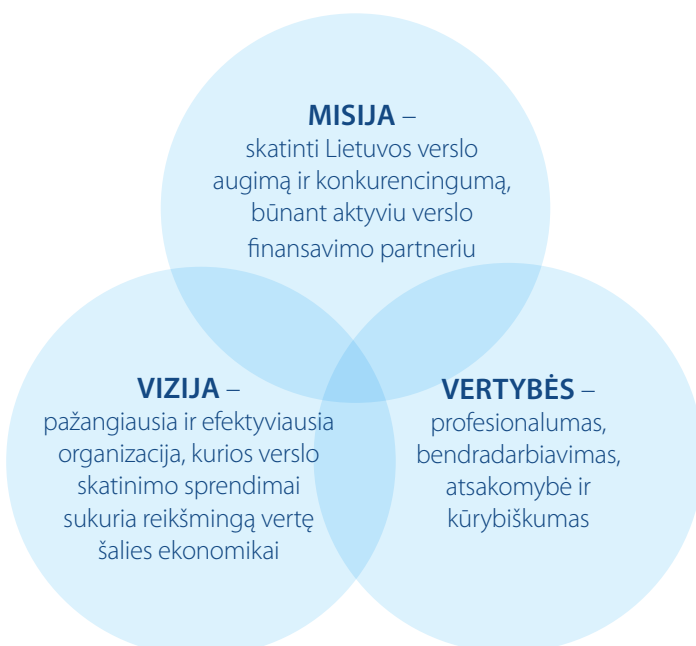 MISIJA –
skatinti Lietuvos verslo
augimą ir konkurencingumą,
būnant aktyviu verslo
finansavimo partneriu
VIZIJA –
pažangiausia ir efektyviausia
organizacija, kurios verslo
skatinimo sprendimai
sukuria reikšmingą vertę
šalies ekonomikai
VERTYBĖS –
profesionalumas,
bendradarbiavimas,
atsakomybė ir
kūrybiškumas